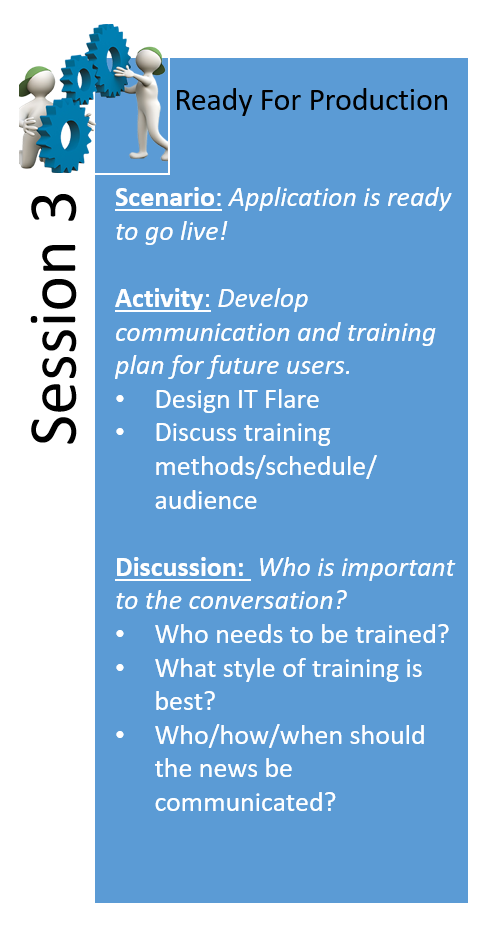 Ready For Production
Session 3
Scenario: Application is ready
to go live!
Activity: Develop
communication and training
plan for future users.
• Design IT Flare
• Discuss training
methods/schedule/
audience
Discussion: Who is important
to the conversation?
• Who needs to be trained?
• What style of training is
best?
• Who/how/when should
the news be
communicated?